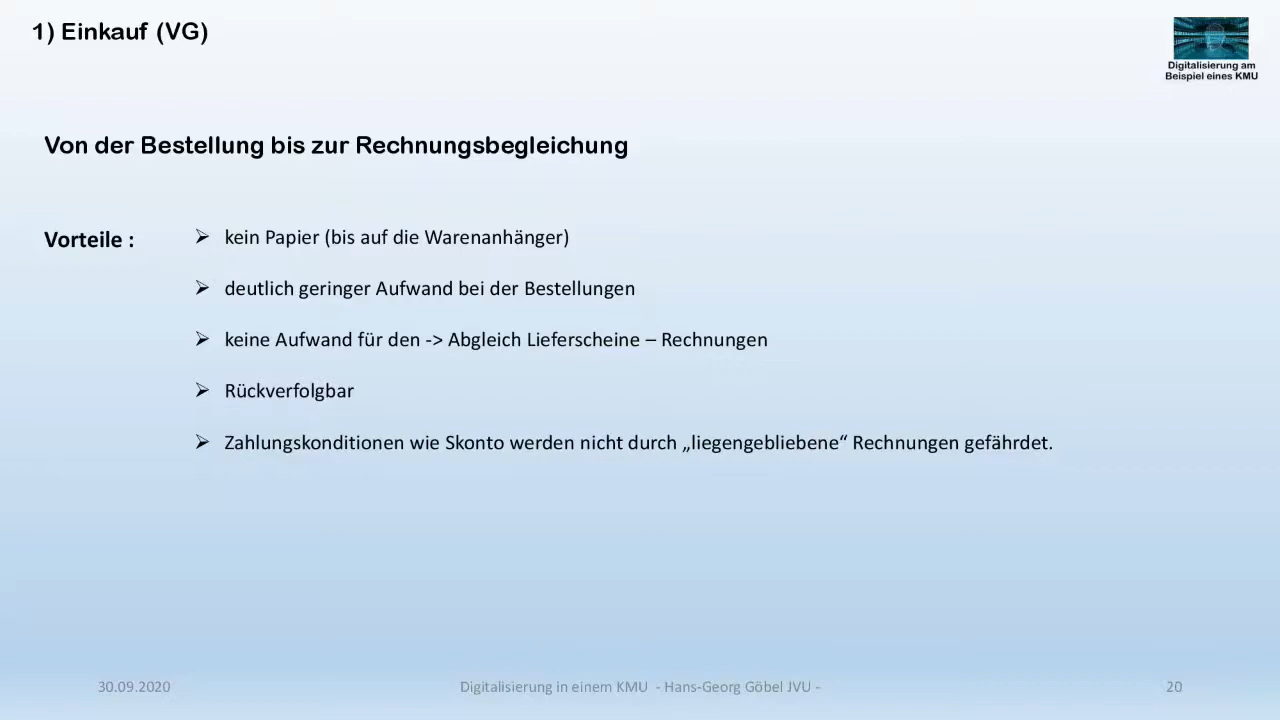 1) Einkauf (VG)
Digitalisierung am
Beispiel eines KMU
Von der Bestellung bis zur Rechnungsbegleichung
Vorteile :
➢ kein Papier (bis auf die Warenanhänger)
➢ deutlich geringer Aufwand bei der Bestellungen
➢ keine Aufwand für den -> Abgleich Lieferscheine – Rechnungen
➢ Rückverfolgbar
➢ Zahlungskonditionen wie Skonto werden nicht durch „liegengebliebene“ Rechnungen gefährdet.
30.09.2020
Digitalisierung in einem KMU - Hans-Georg Göbel JVU -
20